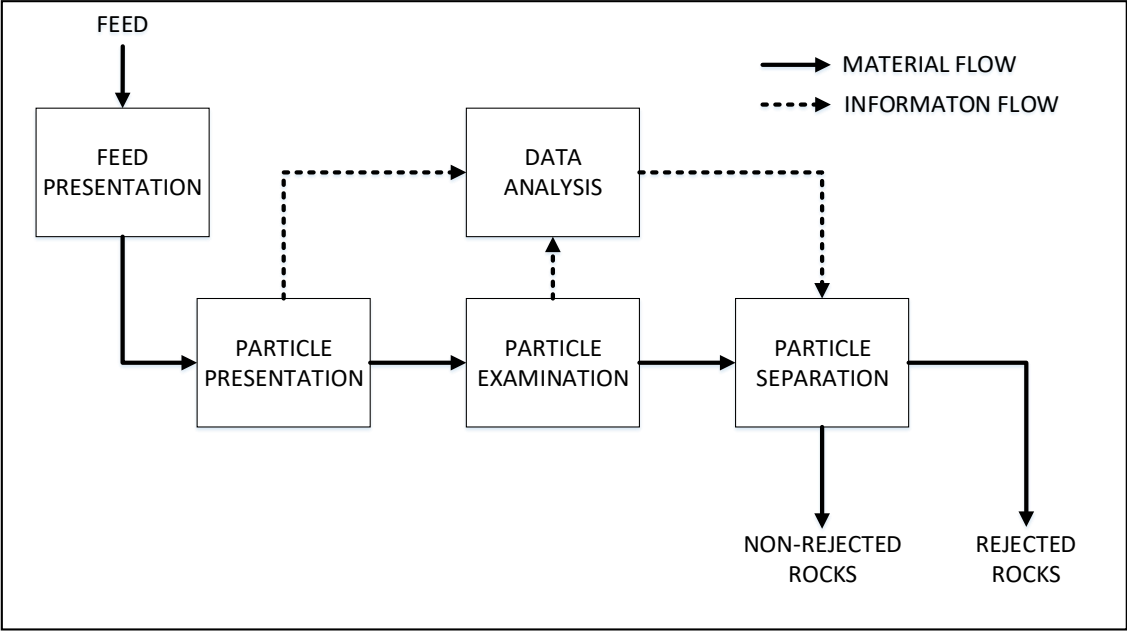 FEED
MATERIAL FLOW
INFORMATON FLOW
FEED
PRESENTATION
DATA
ANALYSIS
PARTICLE
PRESENTATION
PARTICLE
EXAMINATION
PARTICLE
SEPARATION
NON-REJECTED
ROCKS
REJECTED
ROCKS